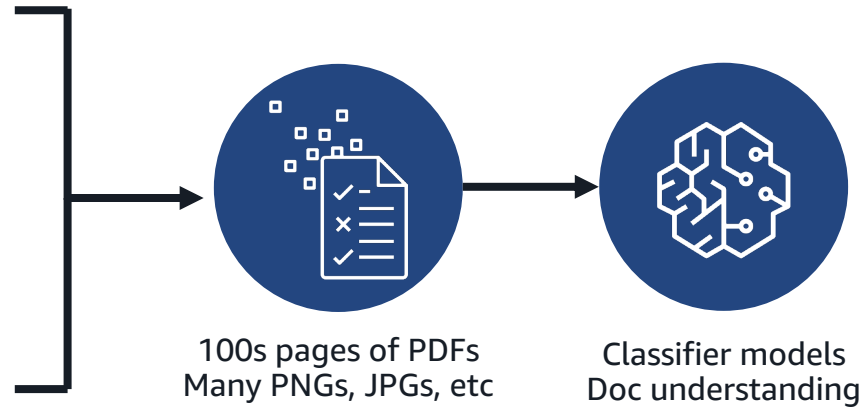 100s pages of PDFs
Many PNGs, JPGs, etc
Classifier models
Doc understanding